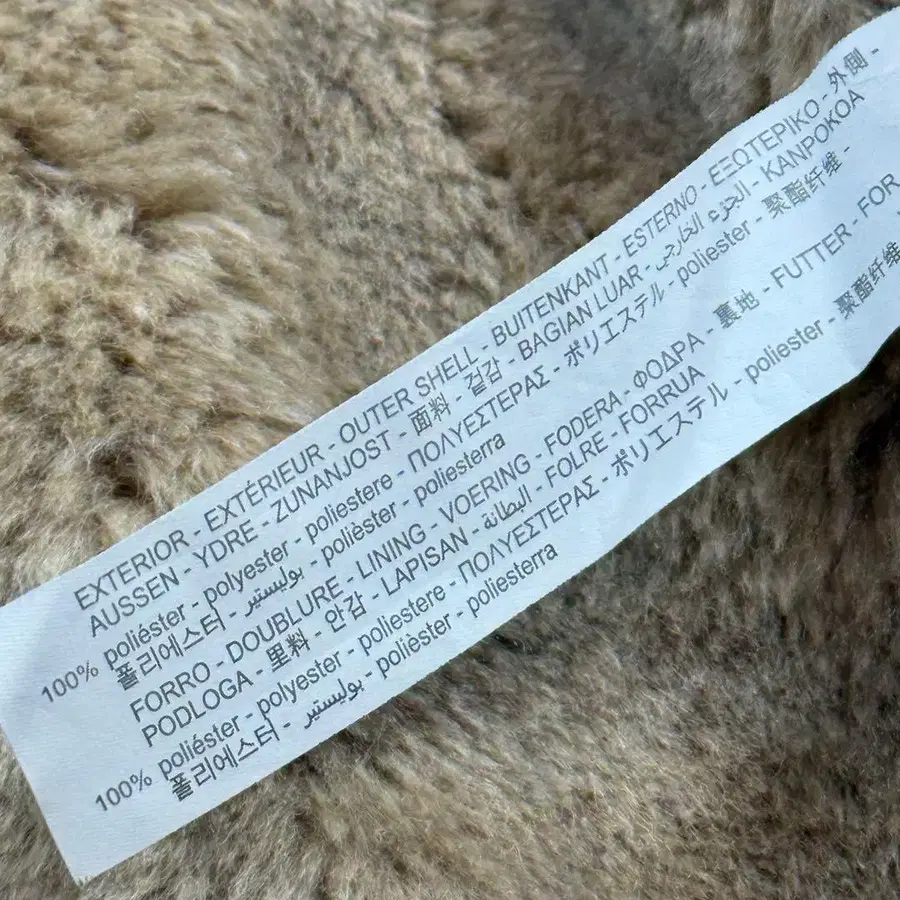 EXTERIOR - EXTÉRIEUR - OUTER SHELL - BUITENKANT - ESTERNO - ΕΞΩΤΕΡΙΚΟ - 外側 -
AUSSEN - YDRE - ZUNANJOST - 面料 - 겉감 - BAGIAN LUAR - الجزء الخارجي - KANPOKOA
100% poliéster - polyester - poliestere - ΠΟΛΥΕΣΤΕΡΑΣ - ポリエステル - poliester - 聚酯纤维 -
폴리에스터 - بوليستير - polièster - poliesterra
FORRO - DOUBLURE - LINING - VOERING - FODERA - ΦΟΔΡΑ - 裏地 - FUTTER - FOR
PODLOGA - 里料 - 안감 - LAPISAN - البطانة - FOLRE - FORRUA
100% poliéster - polyester - poliestere - ΠΟΛΥΕΣΤΕΡΑΣ - ポリエステル - poliester - 聚酯纤维
폴리에스터 - بوليستير - polièster - poliesterra